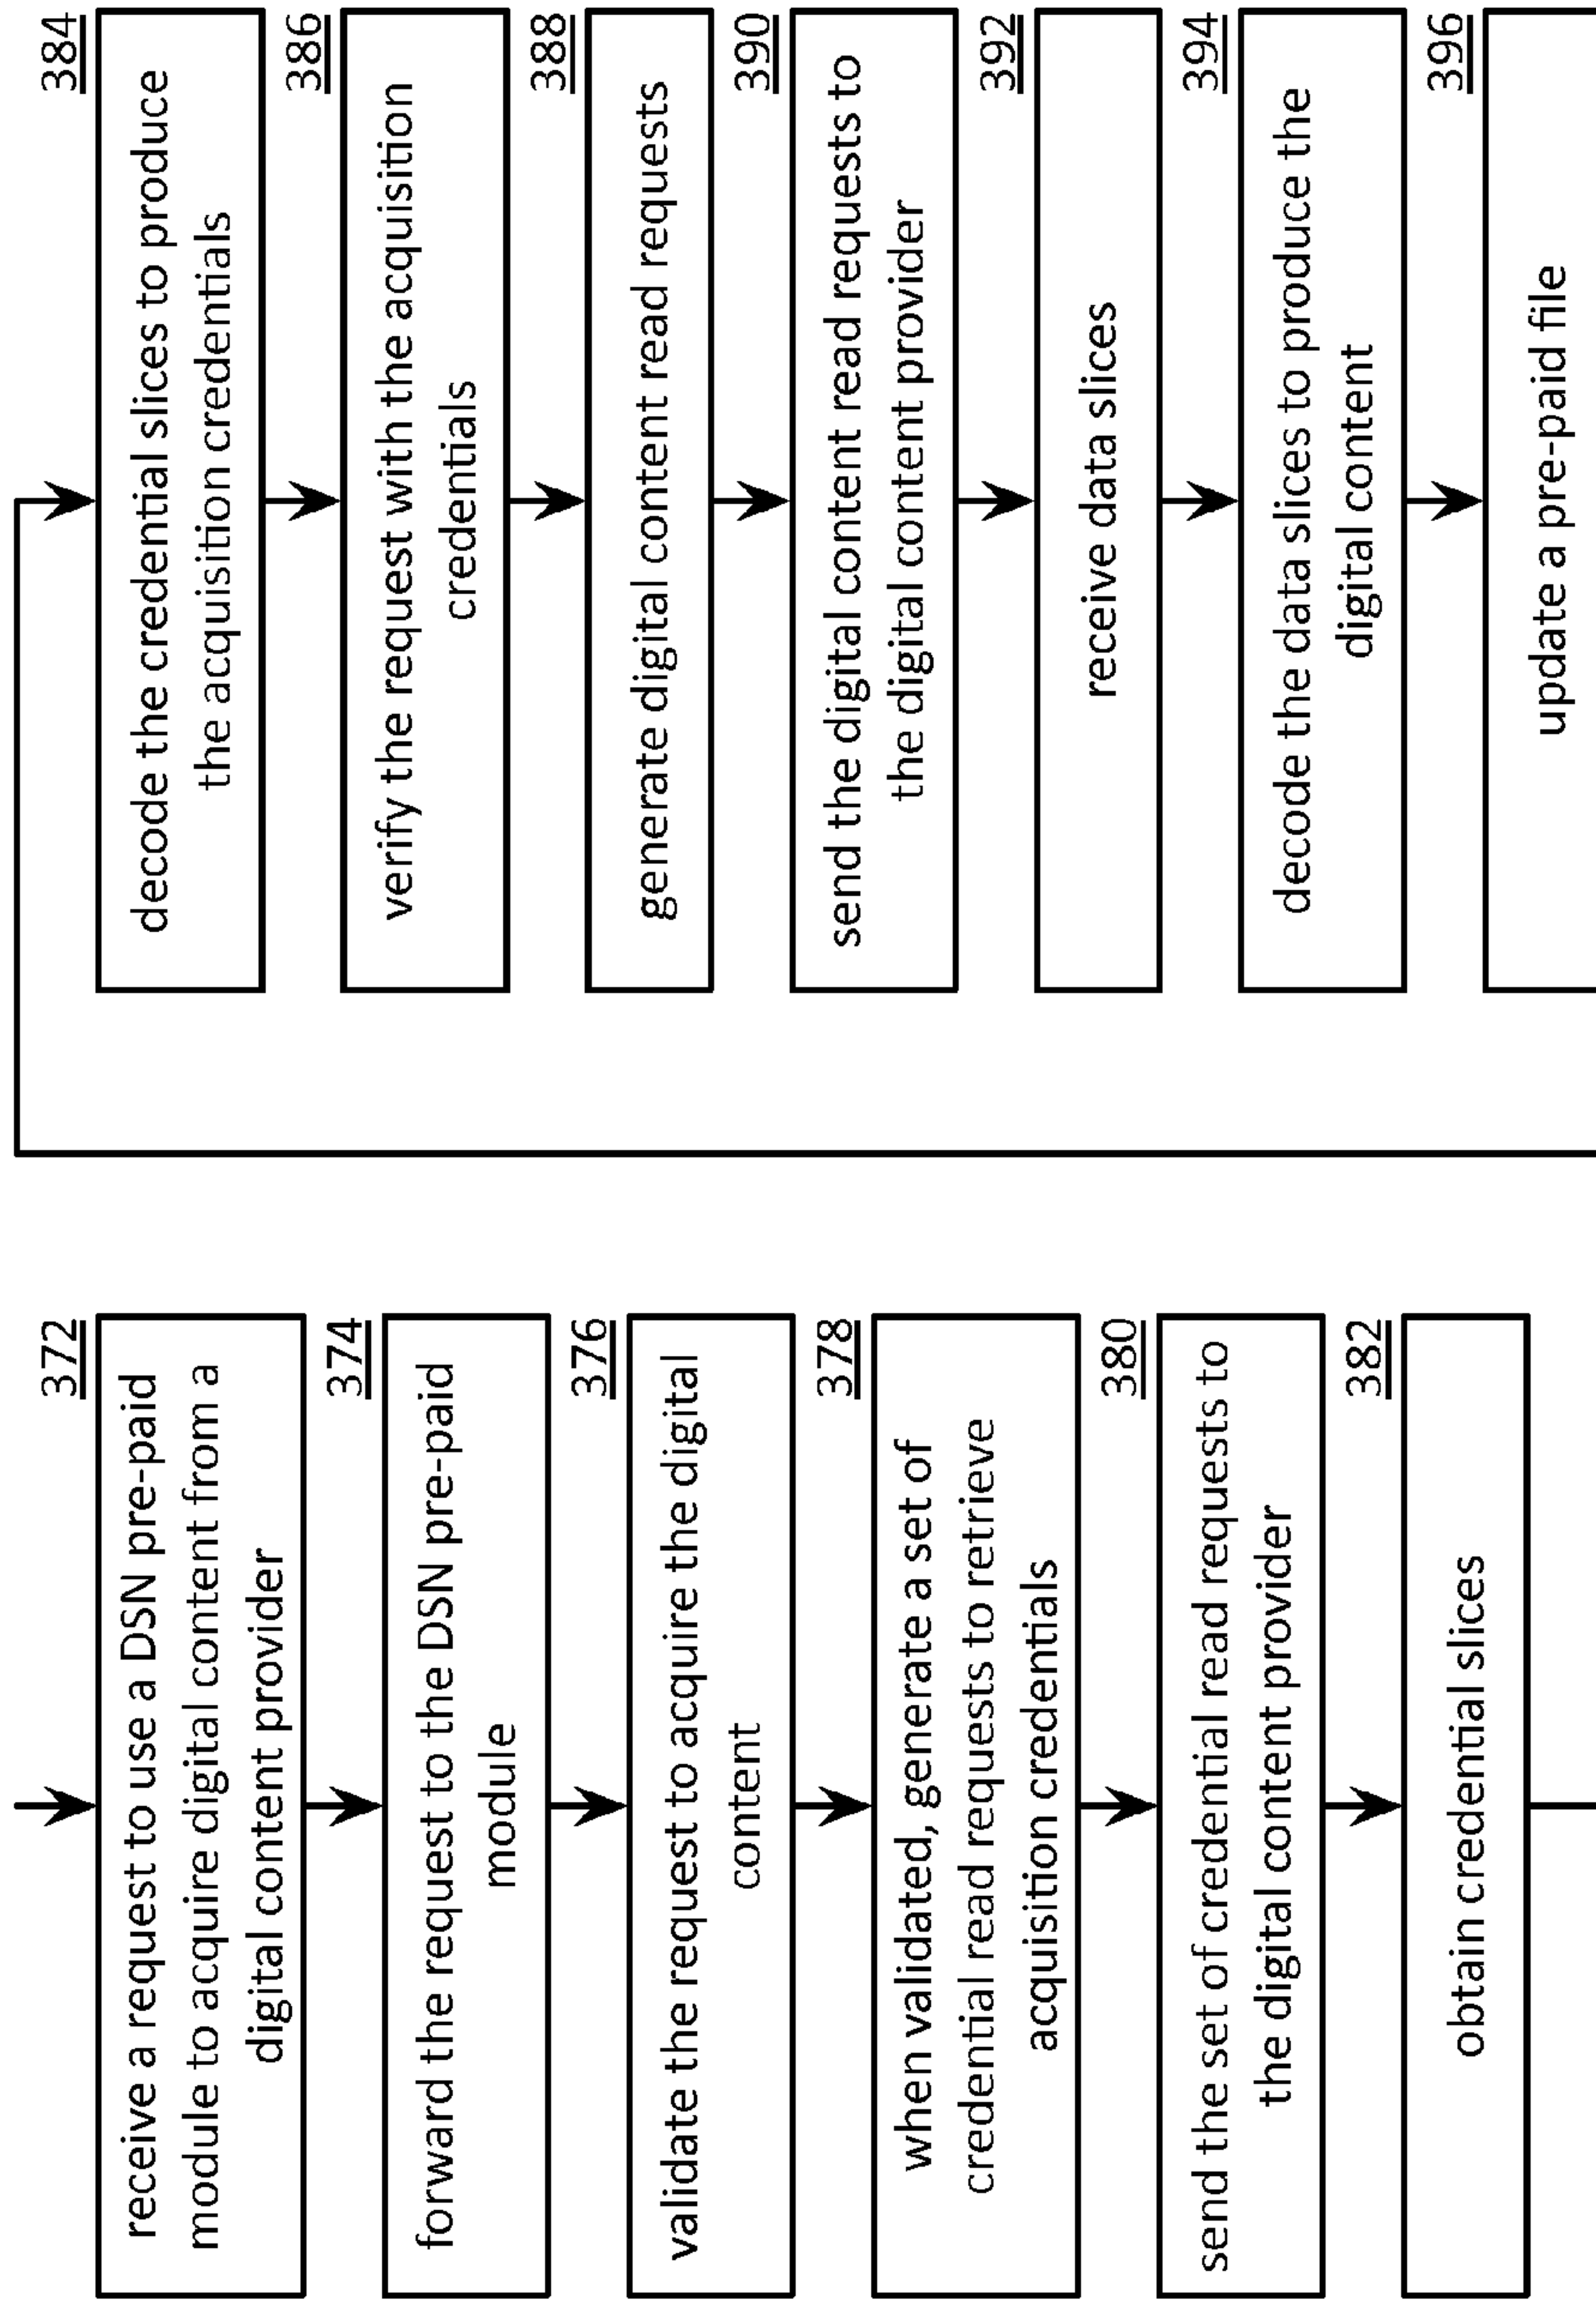 372
receive a request to use a DSN pre-paid
module to acquire digital content from a
digital content provider
374
forward the request to the DSN pre-paid
module
376
validate the request to acquire the digital
content
378
when validated, generate a set of
credential read requests to retrieve
acquisition credentials
380
send the set of credential read requests to
the digital content provider
382
obtain credential slices
384
decode the credential slices to produce
the acquisition credentials
386
verify the request with the acquisition
credentials
388
generate digital content read requests
390
send the digital content read requests to
the digital content provider
392
receive data slices
394
decode the data slices to produce the
digital content
396
update a pre-paid file